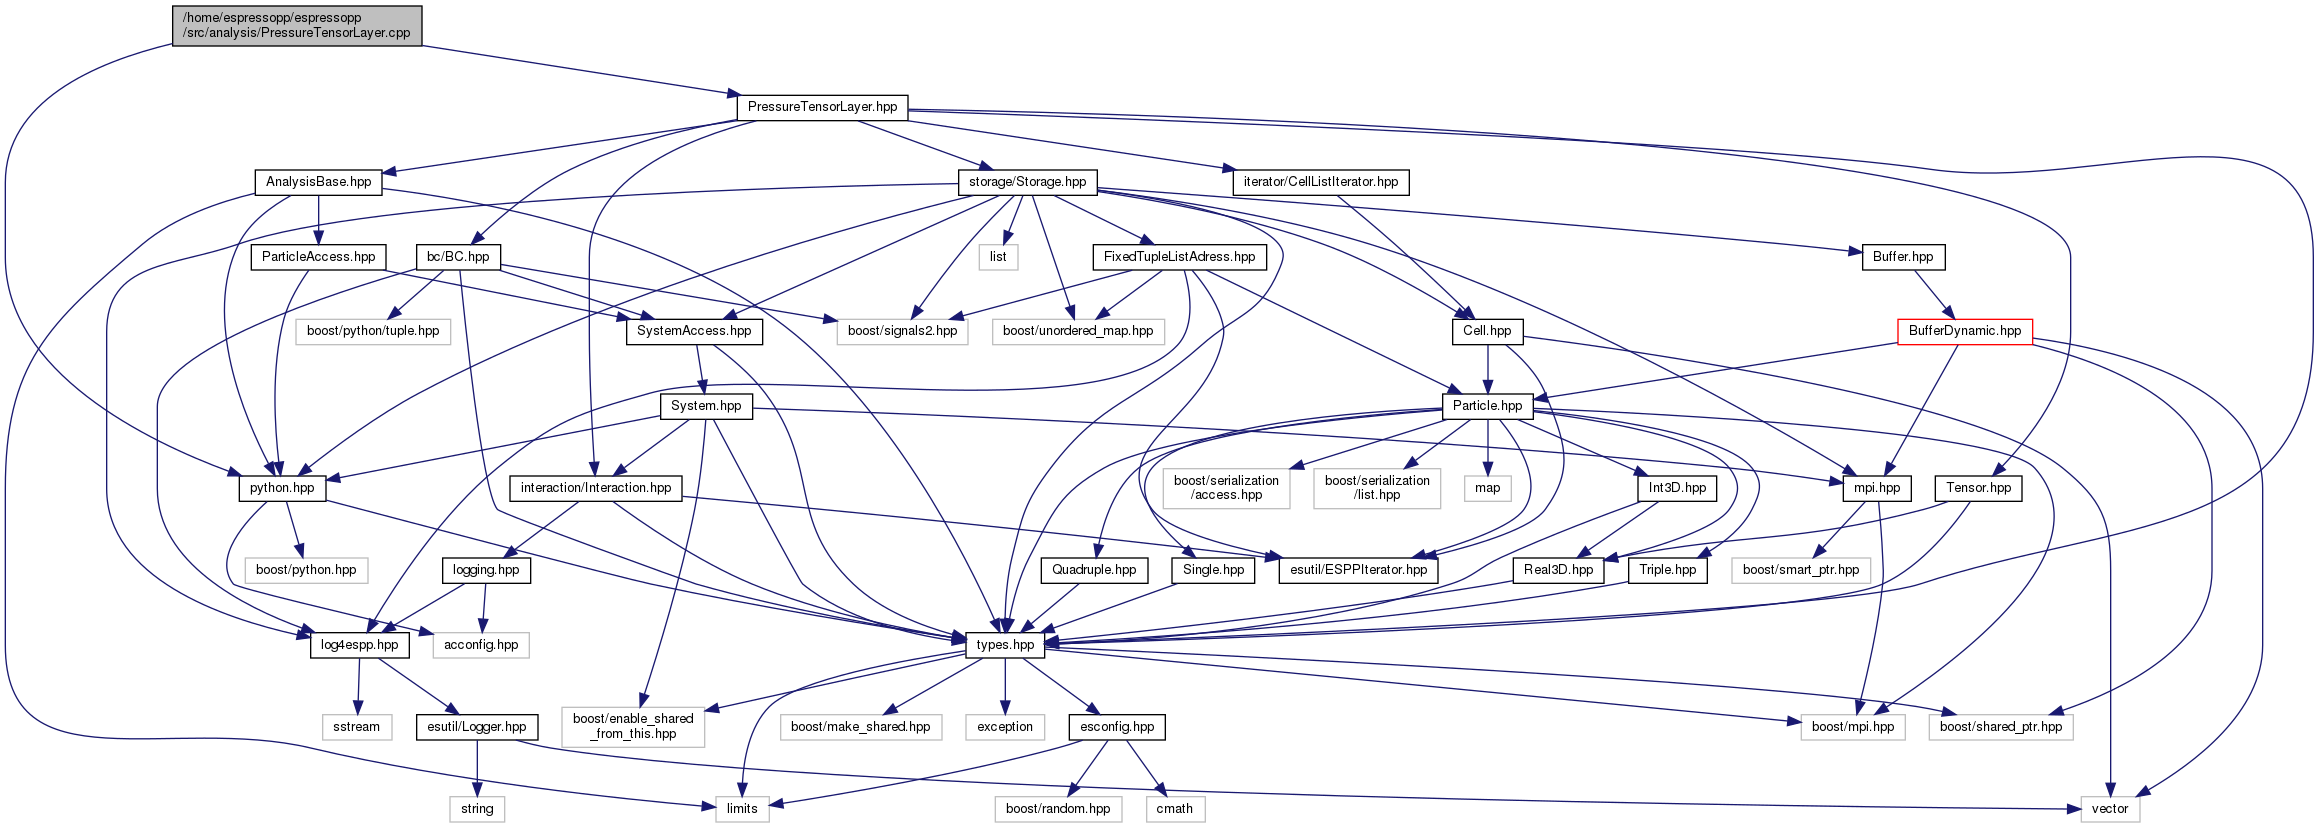 /home/espressopp/espressopp
/src/analysis/PressureTensorLayer.cpp
PressureTensorLayer.hpp
AnalysisBase.hpp
storage/Storage.hpp
iterator/CellListIterator.hpp
ParticleAccess.hpp
bc/BC.hpp
list
FixedTupleListAdress.hpp
Buffer.hpp
boost/python/tuple.hpp
SystemAccess.hpp
boost/signals2.hpp
boost/unordered_map.hpp
Cell.hpp
BufferDynamic.hpp
System.hpp
Particle.hpp
python.hpp
interaction/Interaction.hpp
boost/serialization
/access.hpp
boost/serialization
/list.hpp
map
Int3D.hpp
mpi.hpp
Tensor.hpp
boost/python.hpp
logging.hpp
Quadruple.hpp
Single.hpp
esutil/ESPPIterator.hpp
Real3D.hpp
Triple.hpp
boost/smart_ptr.hpp
log4espp.hpp
acconfig.hpp
types.hpp
sstream
esutil/Logger.hpp
boost/enable_shared
_from_this.hpp
boost/make_shared.hpp
exception
esconfig.hpp
boost/mpi.hpp
boost/shared_ptr.hpp
string
limits
boost/random.hpp
cmath
vector